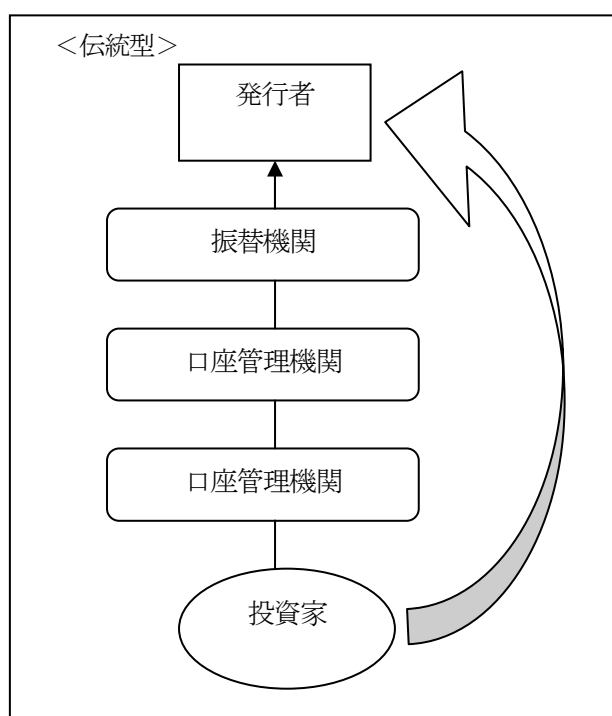 ＜伝統型＞
発行者
振替機関
口座管理機関
口座管理機関
投資家